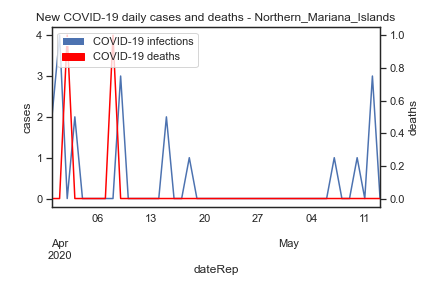 New COVID-19 daily cases and deaths - Northern_Mariana_Islands
COVID-19 infections
COVID-19 deaths
4
3
2
1
0
cases
1.0
0.8
0.6
0.4
0.2
0.0
deaths
06 13 20 27 04 11
Apr May
2020
dateRep